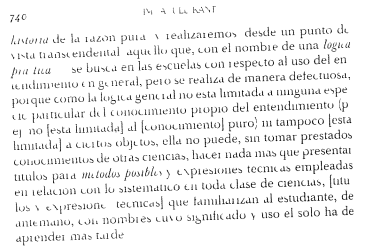 740
KANT
historia de la razón pura y realizaremos desde un punto de
vista transcendental aquello que, con el nombre de una lógica
práctica se busca en las escuelas con respecto al uso del en
tendimiento en general, pero se realiza de manera defectuosa,
porque como la lógica general no está limitada a ninguna espe
cie particular del conocimiento propio del entendimiento (p
ej no [está limitada] al [conocimiento] puro) ni tampoco [está
limitada] a ciertos objetos, ella no puede, sin tomar prestados
conocimientos de otras ciencias, hacer nada más que presentar
títulos para métodos posibles y expresiones técnicas empleadas
en relación con lo sistemático en toda clase de ciencias, [títu
los y expresiones técnicas] que familiarizan al estudiante, de
antemano, con nombres cuyo significado y uso el sólo ha de
aprender más tarde